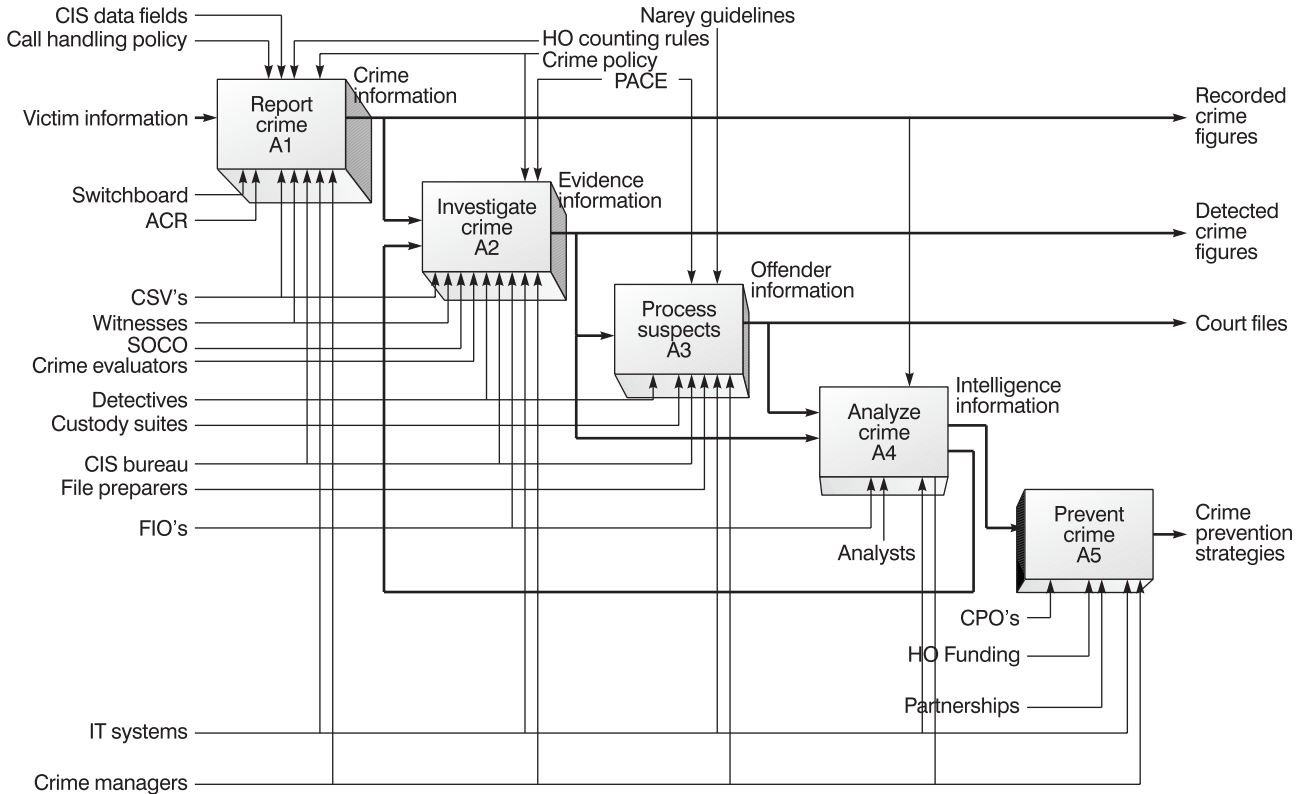 CIS data fields
Narey guidelines
Call handling policy
HO counting rules
Crime policy
PACE
Crime
information
Report
crime
A1
Victim information
Recorded
crime
figures
Switchboard
ACR
Evidence
information
Investigate
crime
A2
Detected
crime
figures
Offender
information
CSV's
Witnesses
SOCO
Crime evaluators
Process
suspects
A3
Court files
Detectives
Custody suites
Intelligence
information
Analyze
crime
A4
CIS bureau
File preparers
FIO's
Analysts
Prevent
crime
A5
Crime
prevention
strategies
CPO's
HO Funding
Partnerships
IT systems
Crime managers